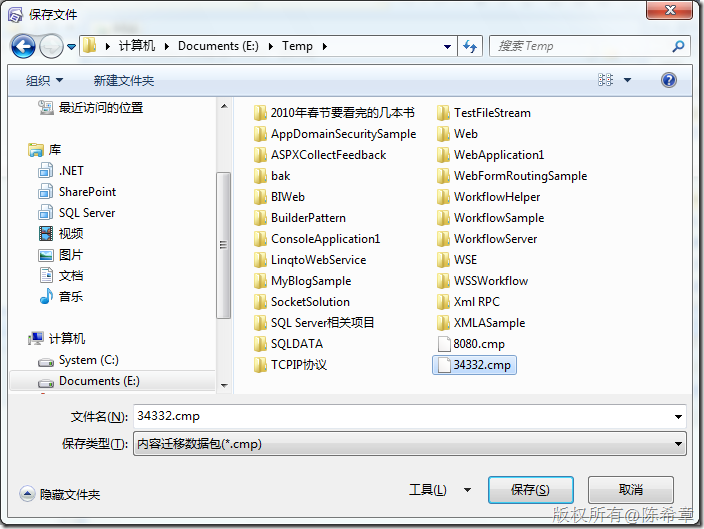 保存文件
计算机 Documents (E:) Temp
搜索 Temp
组织 新建文件夹
最近访问的位置
库
.NET
SharePoint
SQL Server
视频
图片
文档
音乐
计算机
System (C:)
Documents (E:)
2010年春节要看完的几本书
AppDomainSecuritySample
ASPXCollectFeedback
bak
BIWeb
BuilderPattern
ConsoleApplication1
LinqtoWebService
MyBlogSample
SocketSolution
SQL Server相关项目
SQLDATA
TCPIP协议
TestFileStream
Web
WebApplication1
WebFormRoutingSample
WorkflowHelper
WorkflowSample
WorkflowServer
WSE
WSSWorkflow
Xml RPC
XMLASample
8080.cmp
34332.cmp
文件名(N): 34332.cmp
保存类型(T): 内容迁移数据包(*.cmp)
隐藏文件夹 工具(L) 保存(S) 取消
版权所有@陈希章